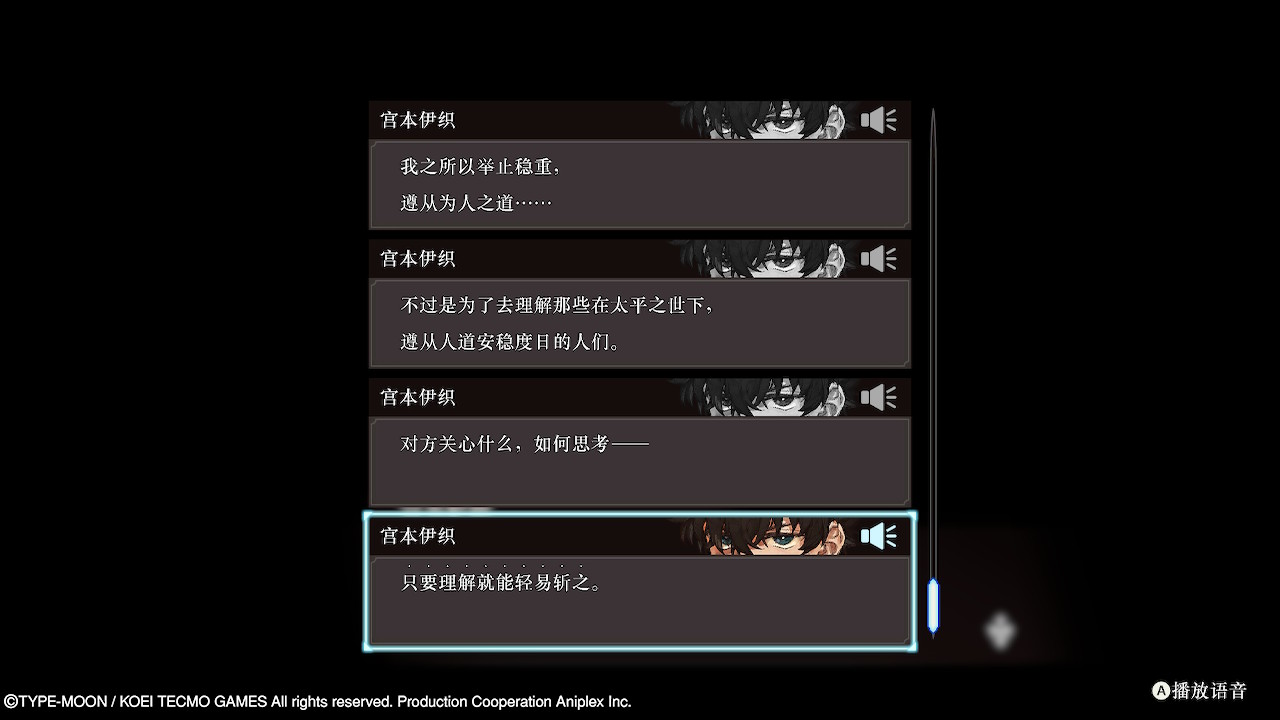 宫本伊织
我之所以举止稳重，
遵从为人之道……
宫本伊织
不过是为了去理解那些在太平之世下，
遵从人道安稳度日的人们。
宫本伊织
对方关心什么，如何思考——
宫本伊织
只要理解就能轻易斩之。
©TYPE-MOON / KOEI TECMO GAMES All rights reserved. Production Cooperation Aniplex Inc.
A播放语音